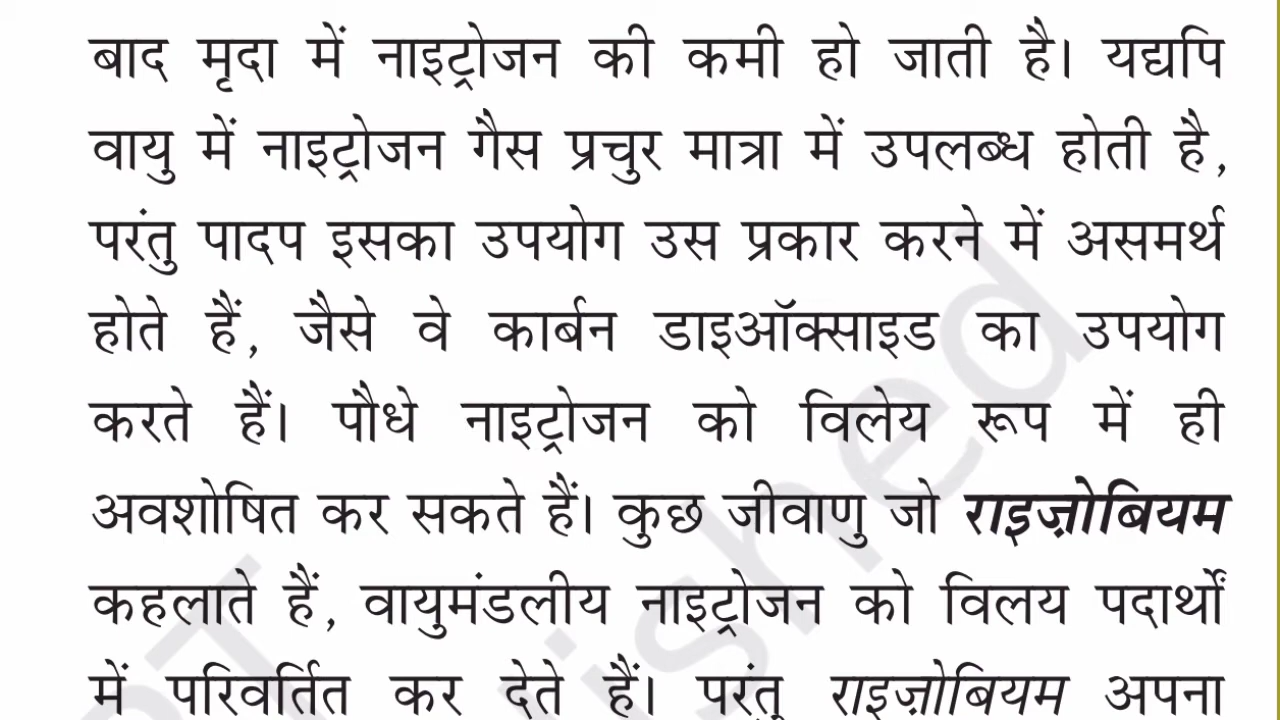 बाद मृदा में नाइट्रोजन की कमी हो जाती है। यद्यपि
वायु में नाइट्रोजन गैस प्रचुर मात्रा में उपलब्ध होती है,
परंतु पादप इसका उपयोग उस प्रकार करने में असमर्थ
होते हैं, जैसे वे कार्बन डाइऑक्साइड का उपयोग
करते हैं। पौधे नाइट्रोजन को विलेय रूप में ही
अवशोषित कर सकते हैं। कुछ जीवाणु जो राइज़ोबियम
कहलाते हैं, वायुमंडलीय नाइट्रोजन को विलय पदार्थों
में परिवर्तित कर देते हैं। परंतु राइज़ोबियम अपना